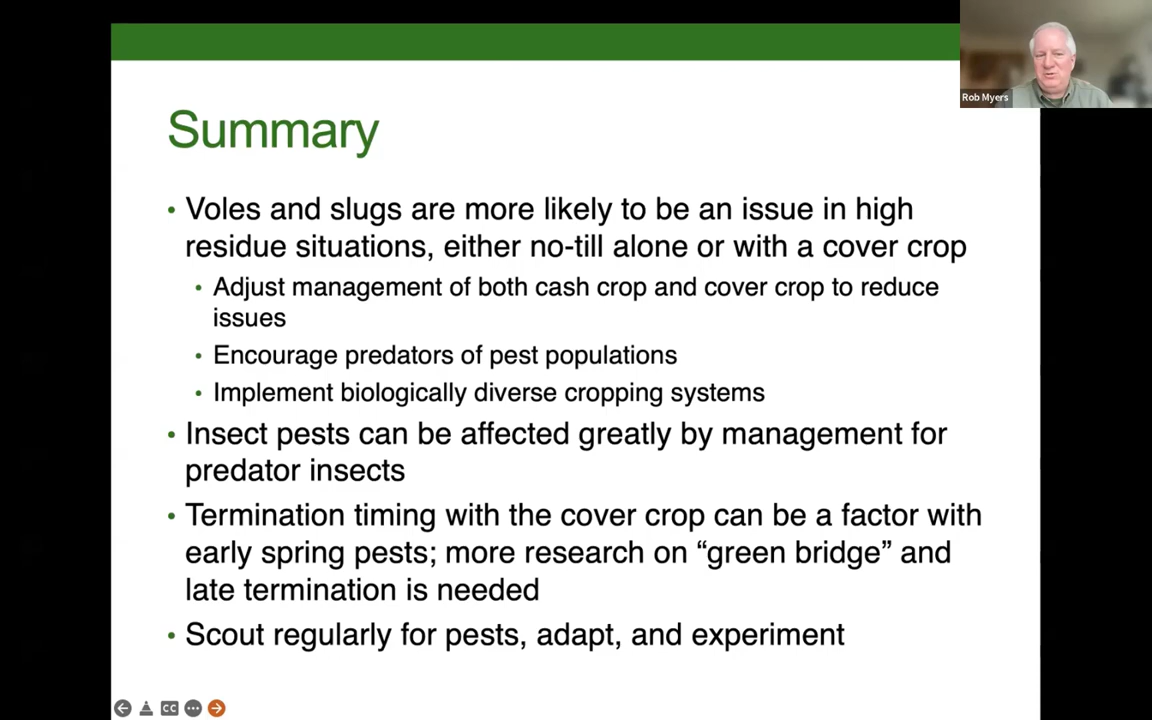 Rob Myers
Summary
• Voles and slugs are more likely to be an issue in high
residue situations, either no-till alone or with a cover crop
• Adjust management of both cash crop and cover crop to reduce
issues
• Encourage predators of pest populations
• Implement biologically diverse cropping systems
• Insect pests can be affected greatly by management for
predator insects
• Termination timing with the cover crop can be a factor with
early spring pests; more research on “green bridge” and
late termination is needed
• Scout regularly for pests, adapt, and experiment
CC